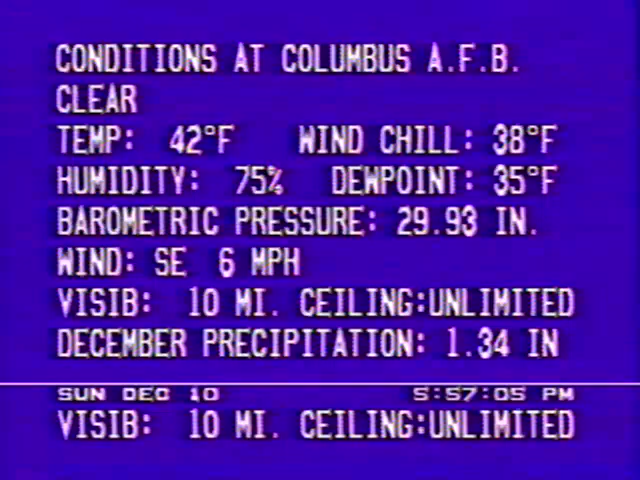 CONDITIONS AT COLUMBUS A.F.B.
CLEAR
TEMP: 42°F WIND CHILL: 38°F
HUMIDITY: 75% DEWPOINT: 35°F
BAROMETRIC PRESSURE: 29.93 IN.
WIND: SE 6 MPH
VISIB: 10 MI. CEILING:UNLIMITED
DECEMBER PRECIPITATION: 1.34 IN
SUN DEC 10 5:57:05 PM
VISIB: 10 MI. CEILING:UNLIMITED